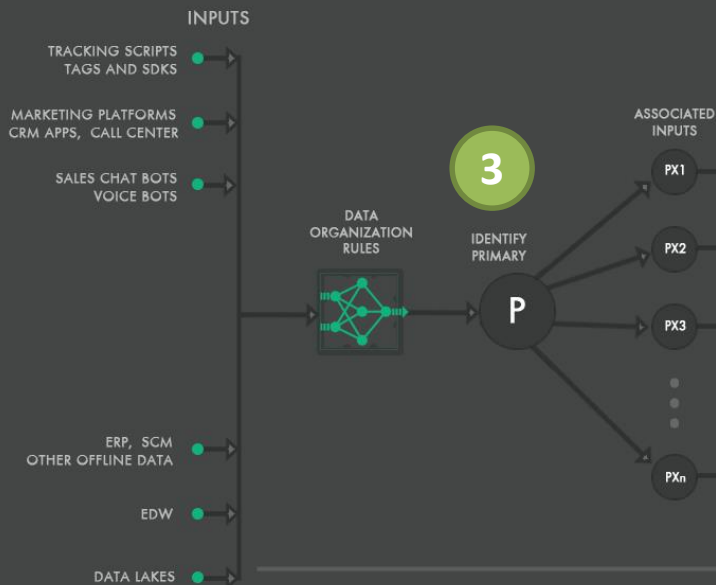 INPUTS
TRACKING SCRIPTS
TAGS AND SDKS
MARKETING PLATFORMS
CRM APPS, CALL CENTER
SALES CHAT BOTS
VOICE BOTS
ERP, SCM
OTHER OFFLINE DATA
EDW
DATA LAKES
DATA
ORGANIZATION
RULES
3
IDENTIFY
PRIMARY
P
ASSOCIATED
INPUTS
PX1
PX2
PX3
PXn